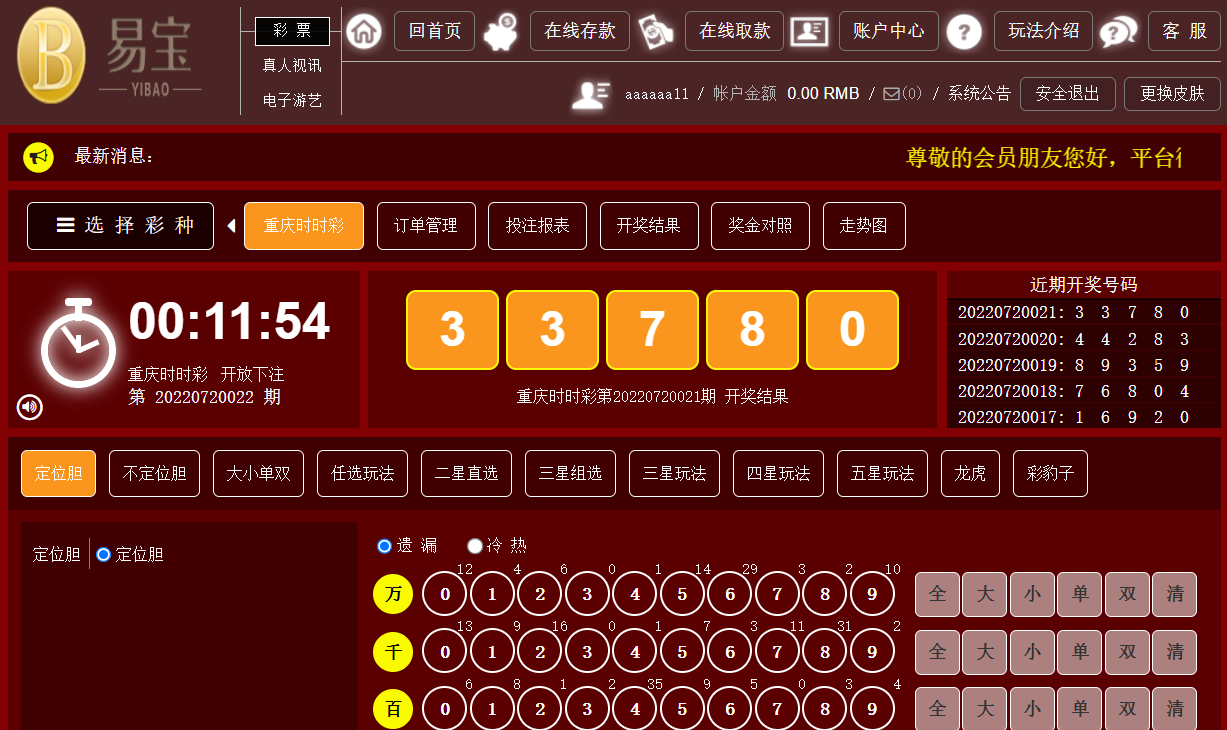 B 易宝
YIBAO
彩 票
真人视讯
电子游艺
回首页 在线存款 在线取款 账户中心 玩法介绍 客 服
aaaaaa11 / 帐户金额 0.00 RMB / (0) / 系统公告 安全退出 更换皮肤
最新消息：
尊敬的会员朋友您好，平台彳
选 择 彩 种 重庆时时彩 订单管理 投注报表 开奖结果 奖金对照 走势图
00:11:54
重庆时时彩 开放下注
第 20220720022 期
3 3 7 8 0
重庆时时彩第20220720021期 开奖结果
近期开奖号码
20220720021: 3 3 7 8 0
20220720020: 4 4 2 8 3
20220720019: 8 9 3 5 9
20220720018: 7 6 8 0 4
20220720017: 1 6 9 2 0
定位胆 不定位胆 大小单双 任选玩法 二星直选 三星组选 三星玩法 四星玩法 五星玩法 龙虎 彩豹子
定位胆 定位胆
遗 漏 冷 热
12 4 6 0 1 14 29 3 2 10
万 0 1 2 3 4 5 6 7 8 9 全 大 小 单 双 清
13 9 16 0 1 7 3 11 31 2
千 0 1 2 3 4 5 6 7 8 9 全 大 小 单 双 清
6 8 1 2 35 9 5 0 3 4
百 0 1 2 3 4 5 6 7 8 9 全 大 小 单 双 清